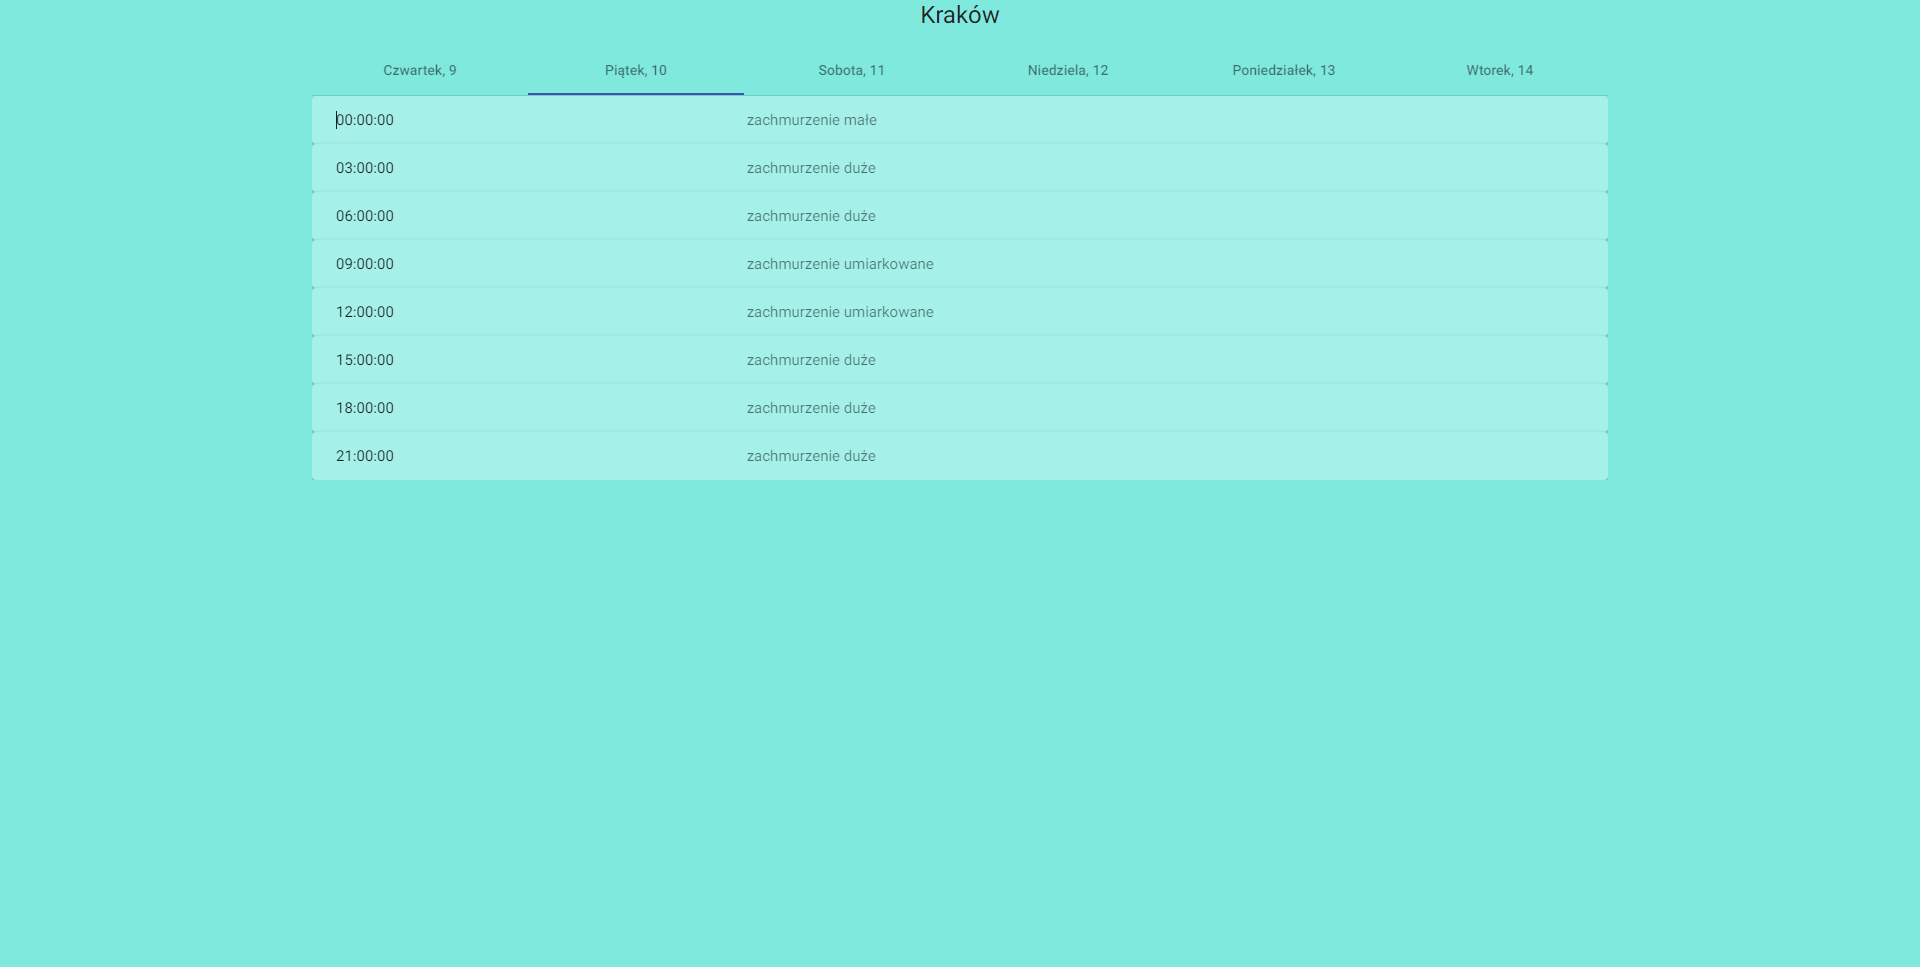 Kraków
Czwartek, 9 Piątek, 10 Sobota, 11 Niedziela, 12 Poniedziałek, 13 Wtorek, 14
00:00:00 zachmurzenie małe
03:00:00 zachmurzenie duże
06:00:00 zachmurzenie duże
09:00:00 zachmurzenie umiarkowane
12:00:00 zachmurzenie umiarkowane
15:00:00 zachmurzenie duże
18:00:00 zachmurzenie duże
21:00:00 zachmurzenie duże